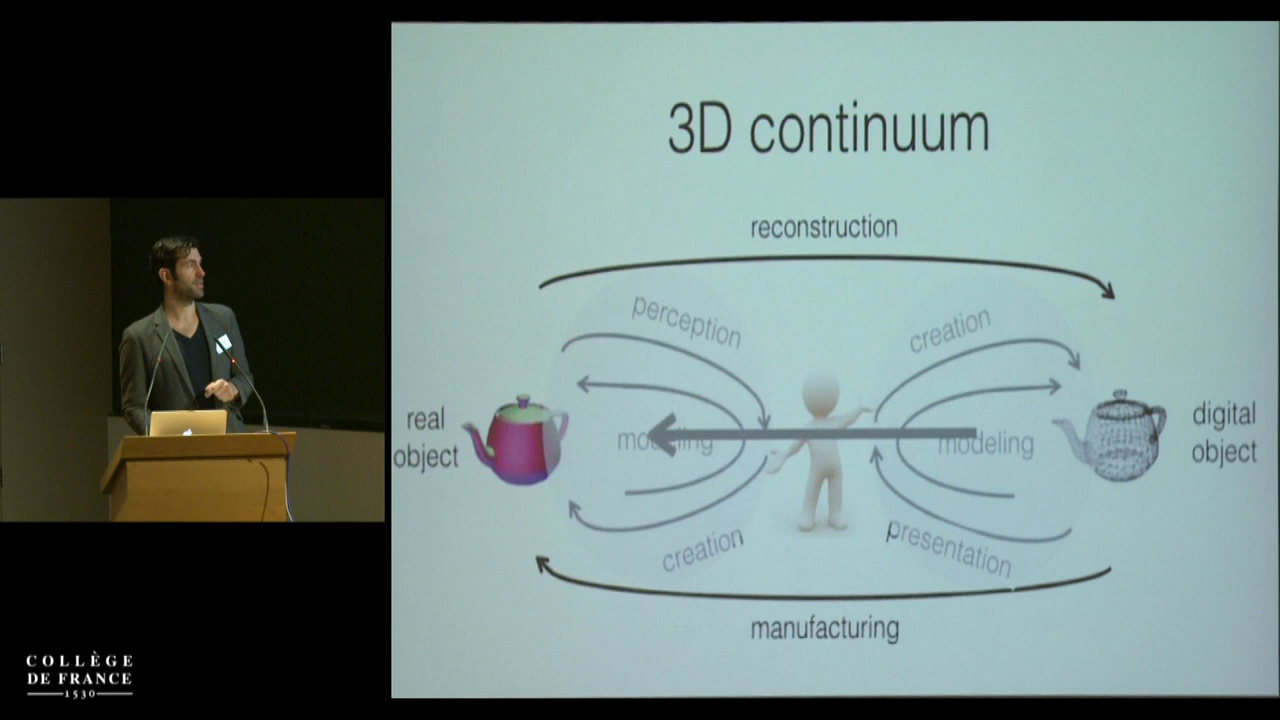 3D continuum
reconstruction
perception
creation
real
object
modeling
modeling
digital
object
creation
presentation
manufacturing
COLLÈGE
DE FRANCE
1530